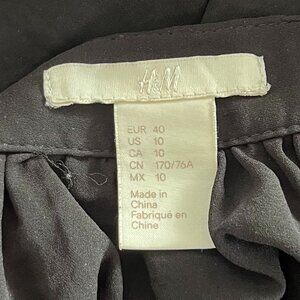 H&M
EUR 40
US 10
CA 10
CN 170/76A
MX 10
Made in
China
Fabriqué en
Chine